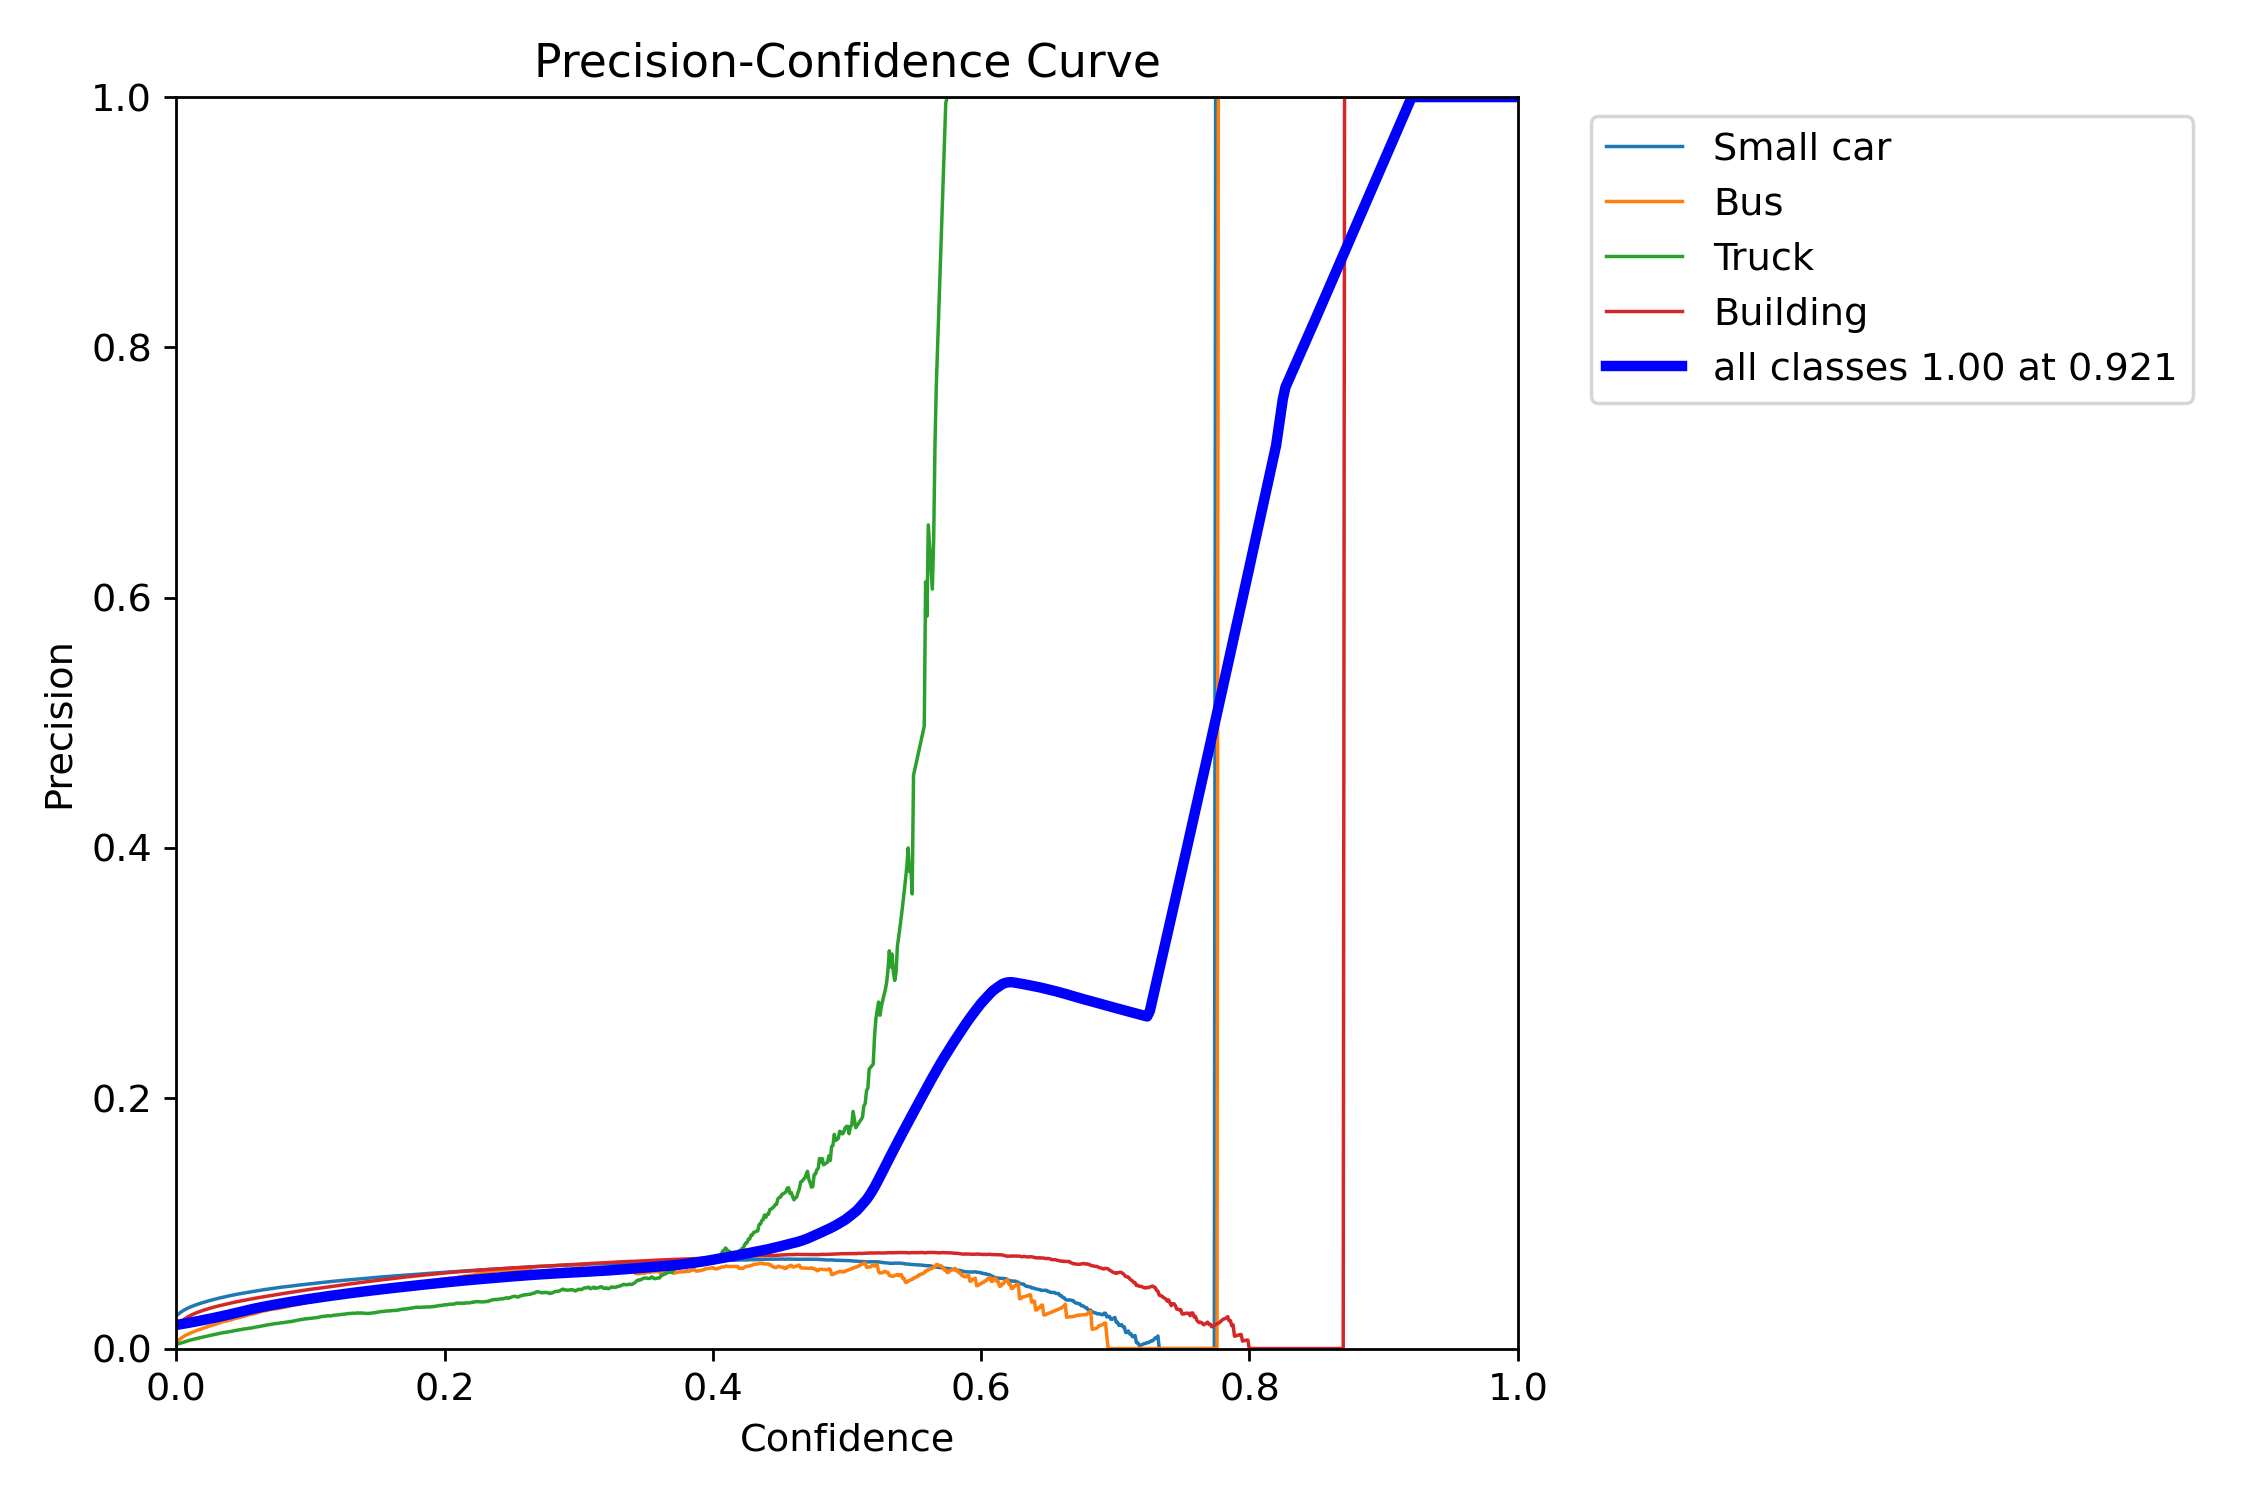 Precision-Confidence Curve
1.0
0.8
0.6
0.4
0.2
0.0
Precision
0.0 0.2 0.4 0.6 0.8 1.0
Confidence
Small car
Bus
Truck
Building
all classes 1.00 at 0.921